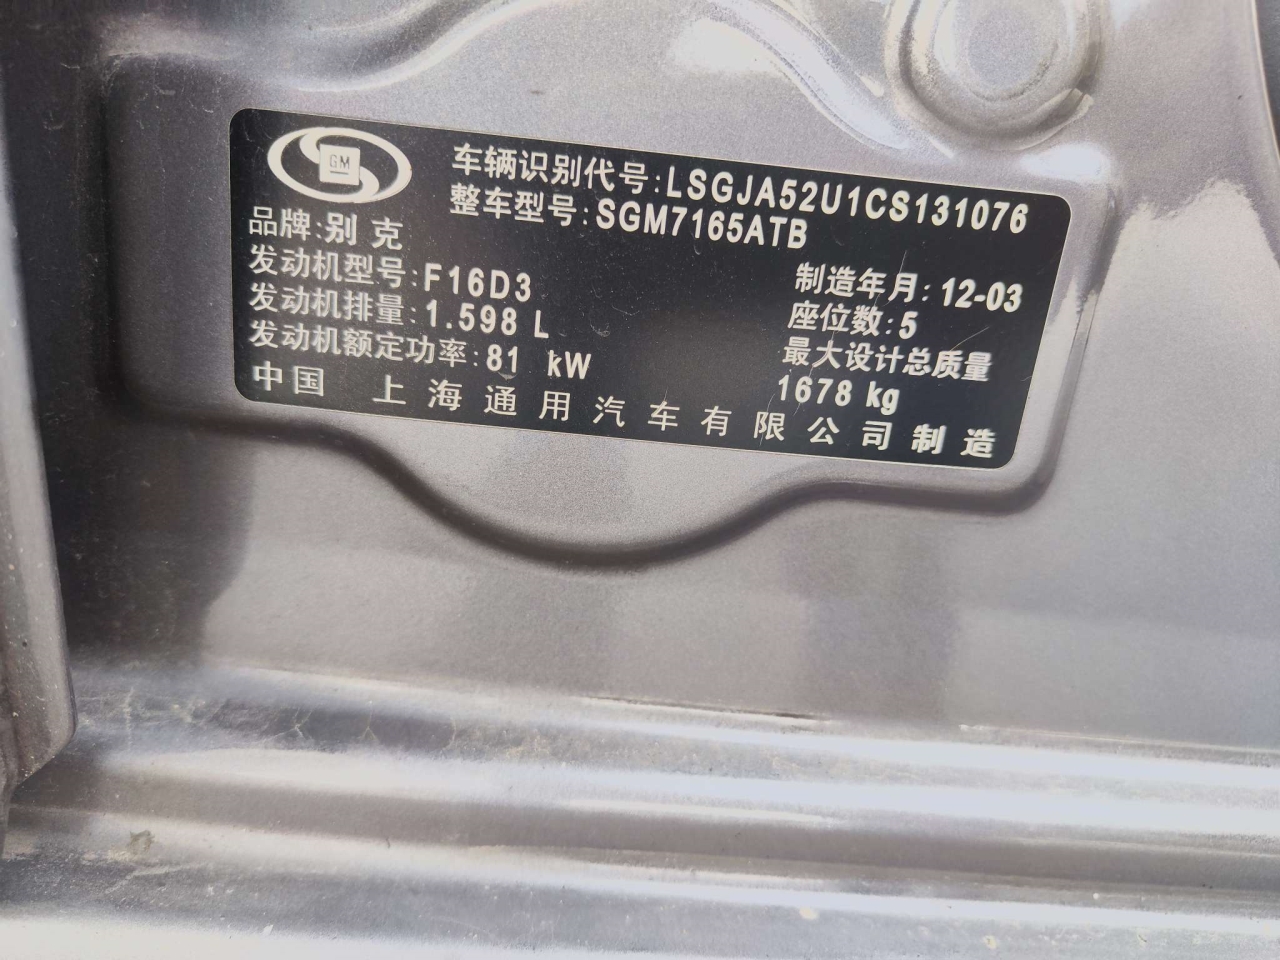 GM
车辆识别代号:LSGJA52U1CS131076
整车型号:SGM7165ATB
品牌:别克
发动机型号:F16D3
制造年月:12-03
发动机排量:1.598 L
座位数:5
发动机额定功率:81 kW
最大设计总质量
1678 kg
中国 上海通用汽车有限公司制造